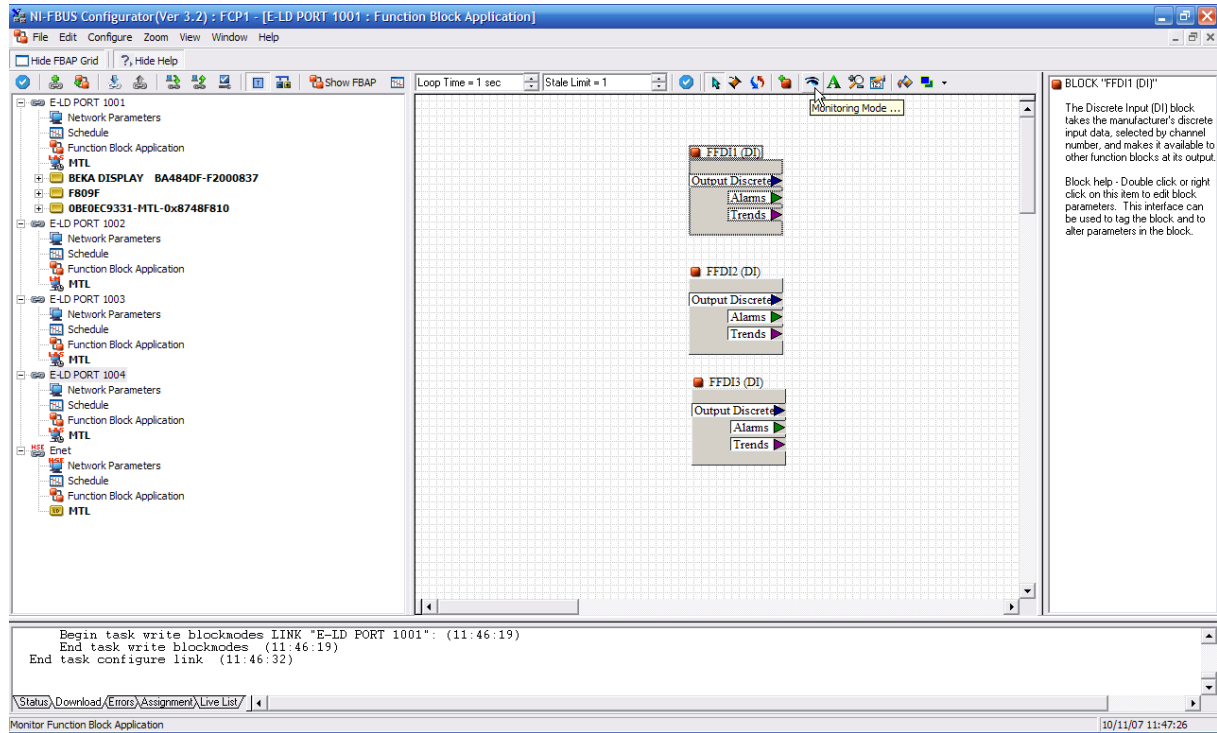 NI-FBUS Configurator(Ver 3.2) : FCP1 - [E-LD PORT 1001 : Function Block Application]
File Edit Configure Zoom View Window Help
Hide FBAP Grid ?, Hide Help
Show FBAP Loop Time = 1 sec Stale Limit = 1
Monitoring Mode ...
E-LD PORT 1001
Network Parameters
Schedule
Function Block Application
MTL
BEKA DISPLAY BA484DF-F2000837
F809F
0BE0EC9331-MTL-0x8748F810
E-LD PORT 1002
Network Parameters
Schedule
Function Block Application
MTL
E-LD PORT 1003
Network Parameters
Schedule
Function Block Application
MTL
E-LD PORT 1004
Network Parameters
Schedule
Function Block Application
MTL
Enet
Network Parameters
Schedule
Function Block Application
MTL
FFDI1 (DI)
Output Discrete
Alarms
Trends
FFDI2 (DI)
Output Discrete
Alarms
Trends
FFDI3 (DI)
Output Discrete
Alarms
Trends
BLOCK "FFDI1 (DI)"
The Discrete Input (DI) block
takes the manufacturer's discrete
input data, selected by channel
number, and makes it available to
other function blocks at its output.
Block help - Double click or right
click on this item to edit block
parameters. This interface can
be used to tag the block and to
alter parameters in the block.
Begin task write blockmodes LINK "E-LD PORT 1001": (11:46:19)
End task write blockmodes (11:46:19)
End task configure link (11:46:32)
Status Download Errors Assignment Live List
Monitor Function Block Application 10/11/07 11:47:26